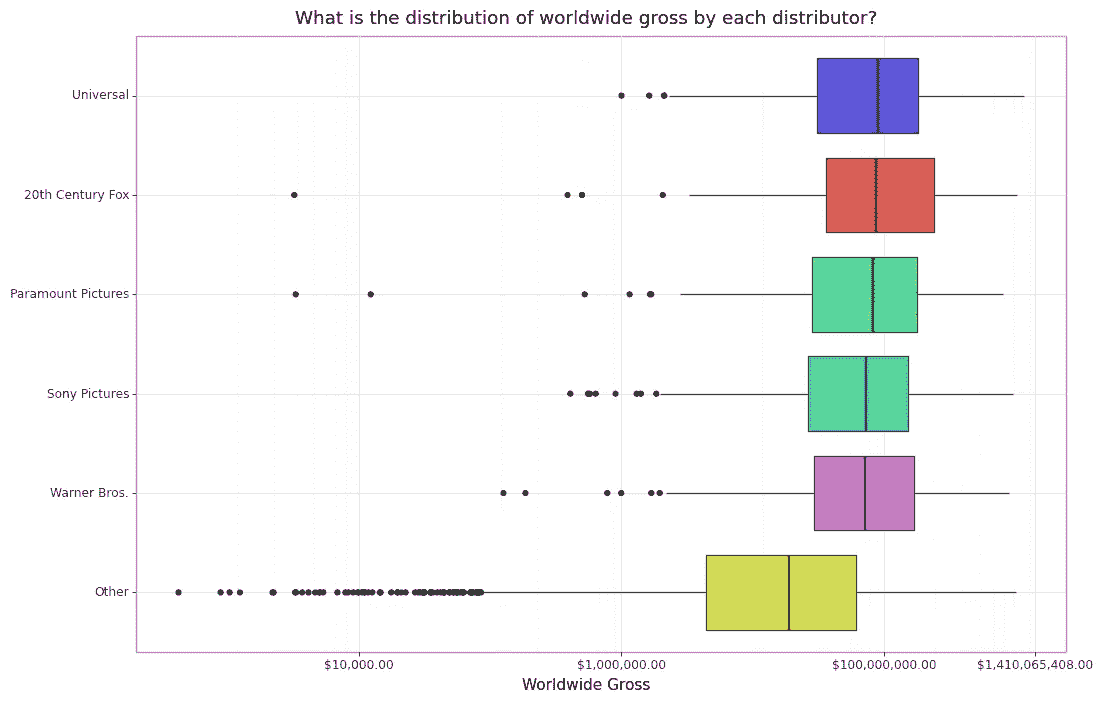 What is the distribution of worldwide gross by each distributor?
Universal
20th Century Fox
Paramount Pictures
Sony Pictures
Warner Bros.
Other
$10,000.00 $1,000,000.00 $100,000,000.00 $1,410,065,408.00
Worldwide Gross